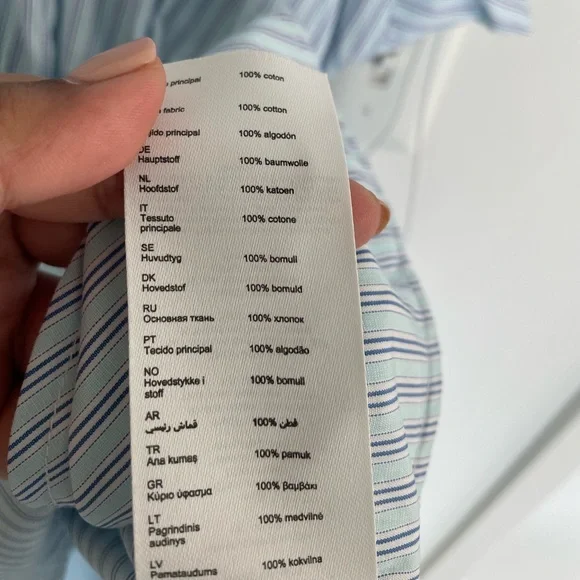 principal 100% coton
fabric 100% cotton
principal 100% algodón
DE
Hauptstoff 100% baumwolle
NL
Hoofdstof 100% katoen
IT
Tessuto 100% cotone
principale
SE
Huvudtyg 100% bomull
DK
Hovedstof 100% bomuld
RU
Основная ткань 100% хлопок
PT
Tecido principal 100% algodão
NO
Hovedstykke i 100% bomull
stoff
AR
قماش رئيسي 100% قطن
TR
Ana kumaş 100% pamuk
GR
Κύριο ύφασμα 100% βαμβάκι
LT
Pagrindinis 100% medvilnė
audinys
LV
Pamataudums 100% kokvilna